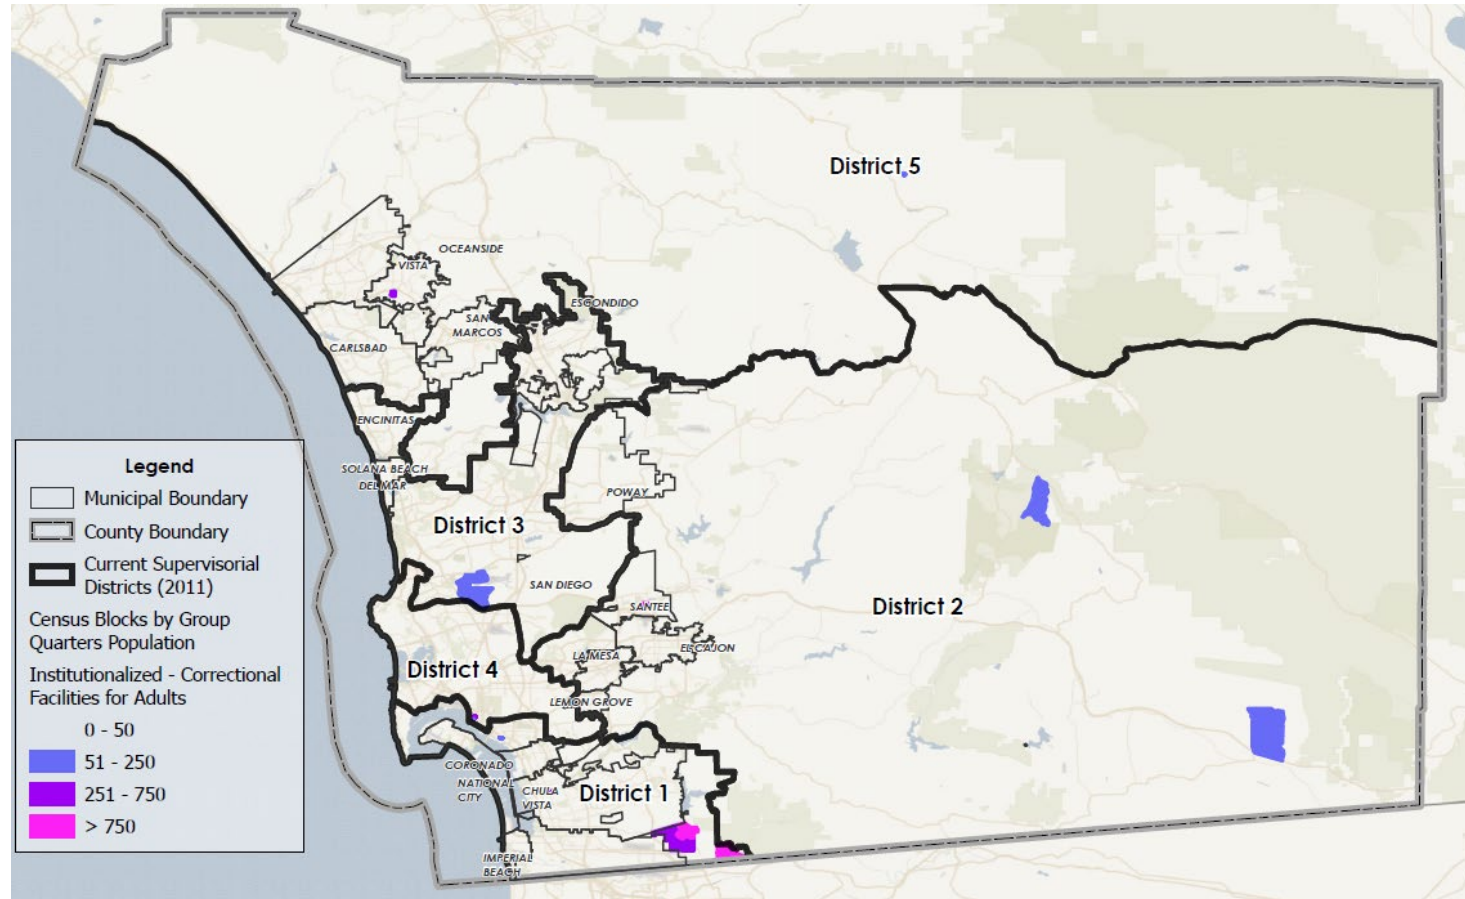 District 5
OCEANSIDE
VISTA
ESCONDIDO
SAN
MARCOS
CARLSBAD
ENCINITAS
SOLANA BEACH
DEL MAR
POWAY
District 3
SAN DIEGO
District 2
SANTEE
EL CAJON
LA MESA
District 4
LEMON GROVE
CORONADO
NATIONAL
CITY
CHULA
VISTA
District 1
IMPERIAL
BEACH
Legend
Municipal Boundary
County Boundary
Current Supervisorial
Districts (2011)
Census Blocks by Group
Quarters Population
Institutionalized - Correctional
Facilities for Adults
0 - 50
51 - 250
251 - 750
> 750